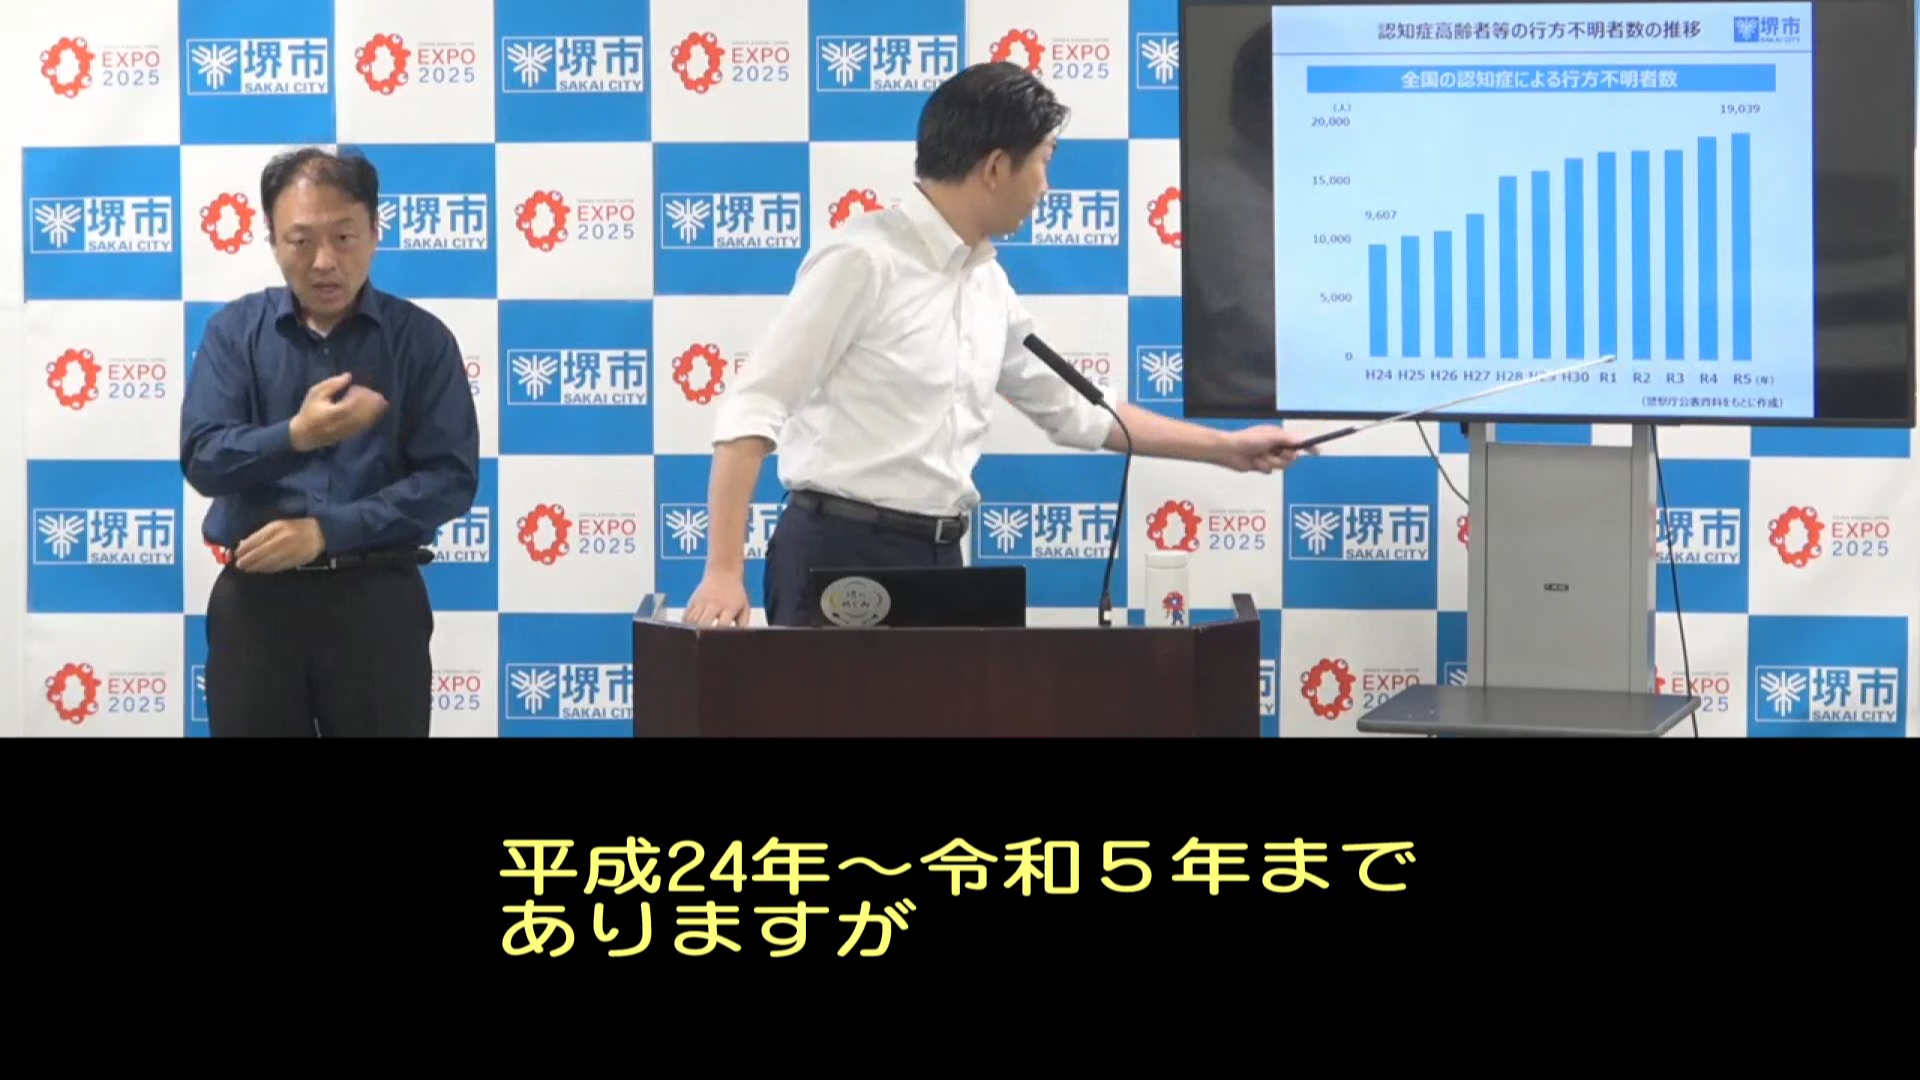 認知症高齢者等の行方不明者数の推移
堺市
SAKAI CITY
全国の認知症による行方不明者数
(人)
20,000
15,000
10,000
5,000
0
9,607
19,039
H24 H25 H26 H27 H28 H29 H30 R1 R2 R3 R4 R5 (年)
(警察庁公表資料をもとに作成)
EXPO
2025
堺市
SAKAI CITY
平成24年～令和５年まで
ありますが